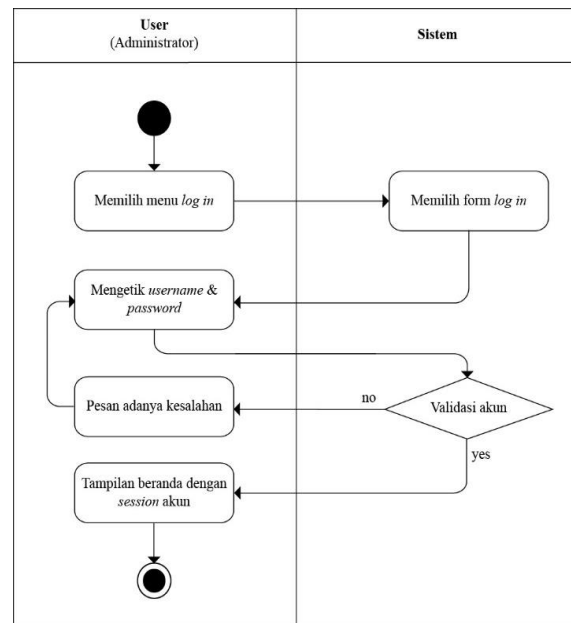 User
(Administrator)
Sistem
Memilih menu log in
Memilih form log in
Mengetik username &
password
Pesan adanya kesalahan
no
Validasi akun
yes
Tampilan beranda dengan
session akun